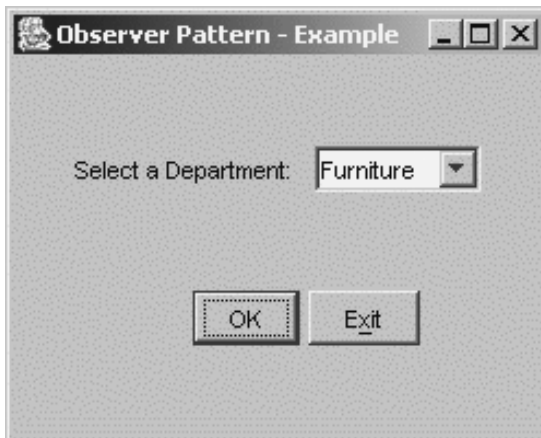 Observer Pattern - Example
Select a Department: Furniture
OK Exit